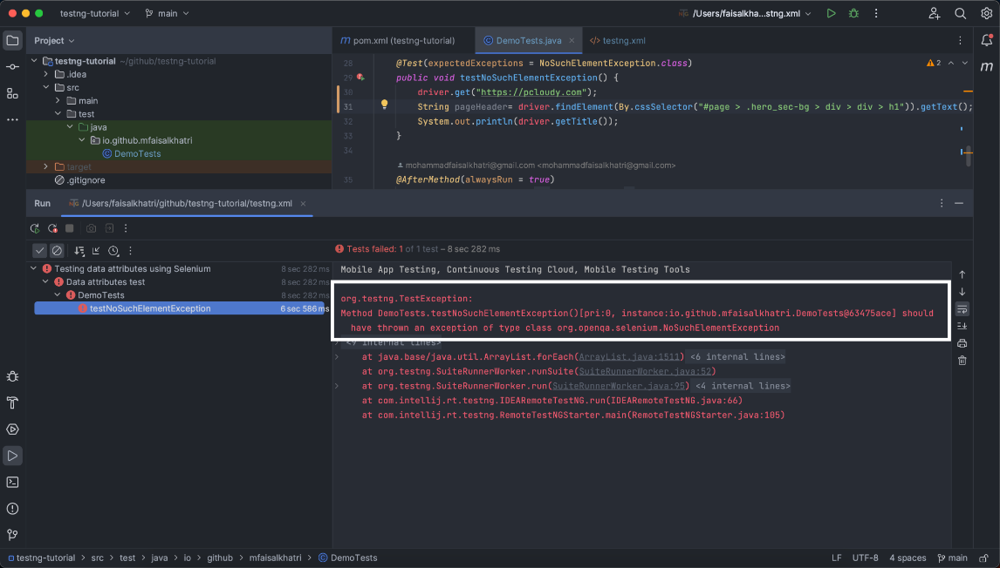 testng-tutorial
main
/Users/faisalkha...stng.xml
Project
pom.xml (testng-tutorial)
DemoTests.java
testng.xml
testng-tutorial ~/github/testng-tutorial
.idea
src
main
test
java
io.github.mfaisalkhatri
DemoTests
target
.gitignore
2
28 @Test(expectedExceptions = NoSuchElementException.class)
29 public void testNoSuchElementException() {
30 driver.get("https://pcloudy.com");
31 String pageHeader= driver.findElement(By.cssSelector("#page > .hero_sec-bg > div > div > h1")).getText();
32 System.out.println(driver.getTitle());
33 }
34
mohammadfaisalkhatri@gmail.com <mohammadfaisalkhatri@gmail.com>
35 @AfterMethod(alwaysRun = true)
Run
/Users/faisalkhatri/github/testng-tutorial/testng.xml
Tests failed: 1 of 1 test – 8 sec 282 ms
Testing data attributes using Selenium 8 sec 282 ms
Data attributes test 8 sec 282 ms
DemoTests 8 sec 282 ms
testNoSuchElementException 6 sec 586 ms
Mobile App Testing, Continuous Testing Cloud, Mobile Testing Tools
org.testng.TestException:
Method DemoTests.testNoSuchElementException()[pri:0, instance:io.github.mfaisalkhatri.DemoTests@63475ace] should
have thrown an exception of type class org.openqa.selenium.NoSuchElementException
<9 internal lines>
at java.base/java.util.ArrayList.forEach(ArrayList.java:1511) <6 internal lines>
at org.testng.SuiteRunnerWorker.runSuite(SuiteRunnerWorker.java:52)
at org.testng.SuiteRunnerWorker.run(SuiteRunnerWorker.java:95) <4 internal lines>
at com.intellij.rt.testng.IDEARemoteTestNG.run(IDEARemoteTestNG.java:66)
at com.intellij.rt.testng.RemoteTestNGStarter.main(RemoteTestNGStarter.java:105)
testng-tutorial > src > test > java > io > github > mfaisalkhatri > DemoTests
LF UTF-8 4 spaces main